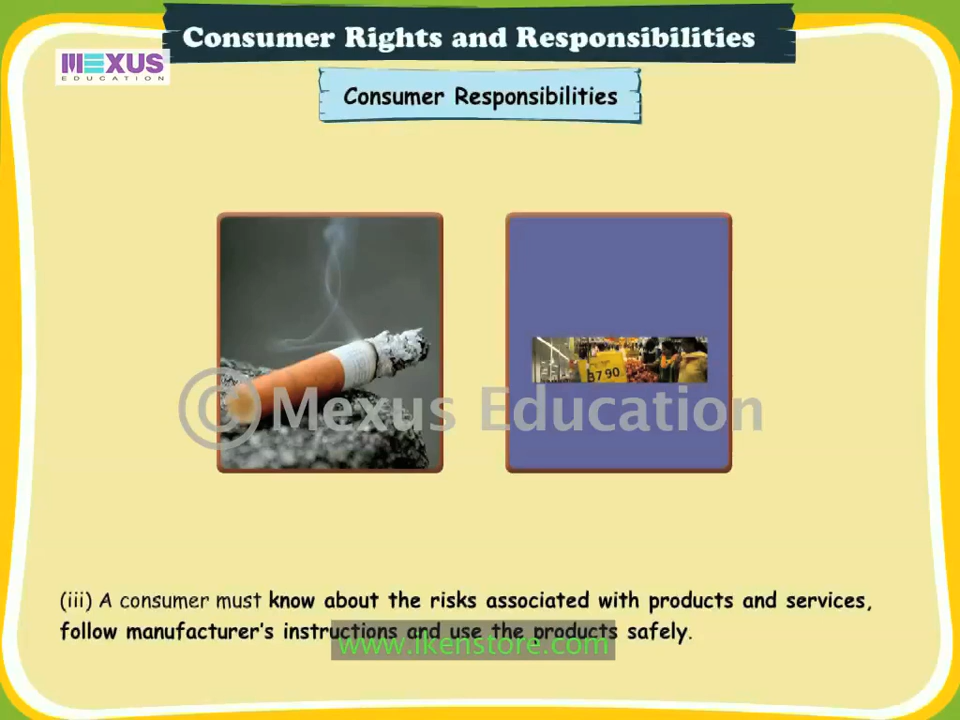 Consumer Rights and Responsibilities
MEXUS
EDUCATION
Consumer Responsibilities
3790
© Mexus Education
(iii) A consumer must know about the risks associated with products and services,
follow manufacturer's instructions and use the products safely.
www.ikenstore.com